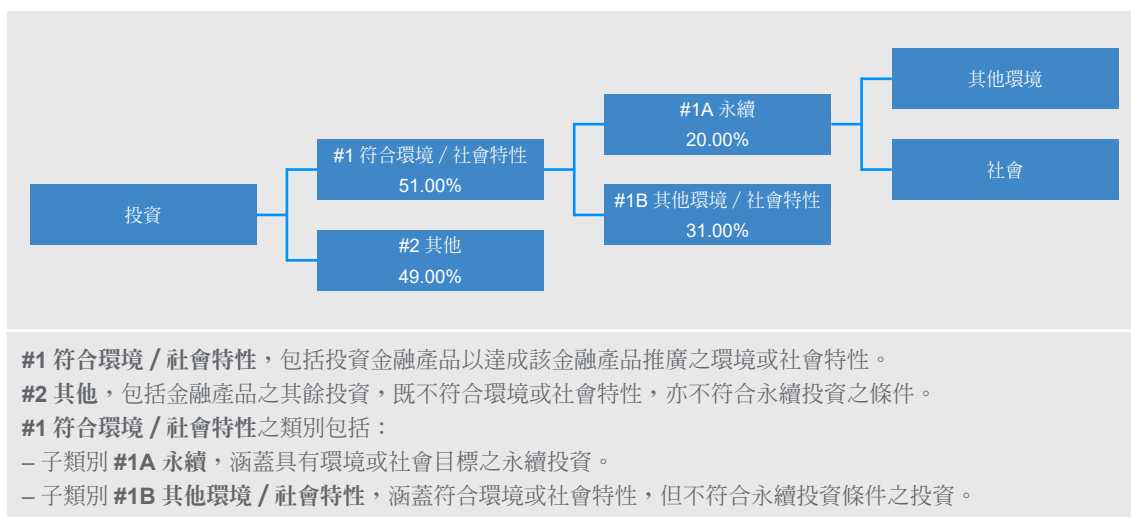 其他環境
#1A 永續
20.00%
#1 符合環境 / 社會特性
51.00%
社會
投資
#1B 其他環境 / 社會特性
31.00%
#2 其他
49.00%
#1 符合環境 / 社會特性，包括投資金融產品以達成該金融產品推廣之環境或社會特性。
#2 其他，包括金融產品之其餘投資，既不符合環境或社會特性，亦不符合永續投資之條件。
#1 符合環境 / 社會特性之類別包括：
– 子類別 #1A 永續，涵蓋具有環境或社會目標之永續投資。
– 子類別 #1B 其他環境 / 社會特性，涵蓋符合環境或社會特性，但不符合永續投資條件之投資。